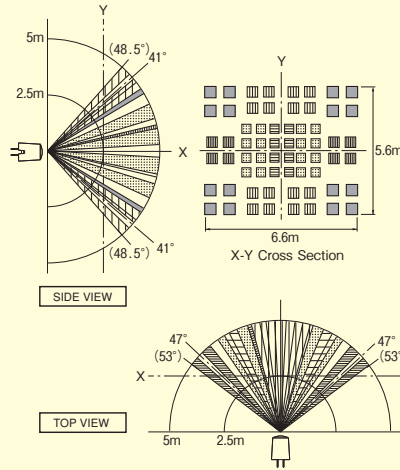 Y
5m
(48.5°)
41°
2.5m
X
41°
(48.5°)
SIDE VIEW
Y
5.6m
6.6m
X-Y Cross Section
47°
(53°)
47°
(53°)
X
TOP VIEW
5m
2.5m